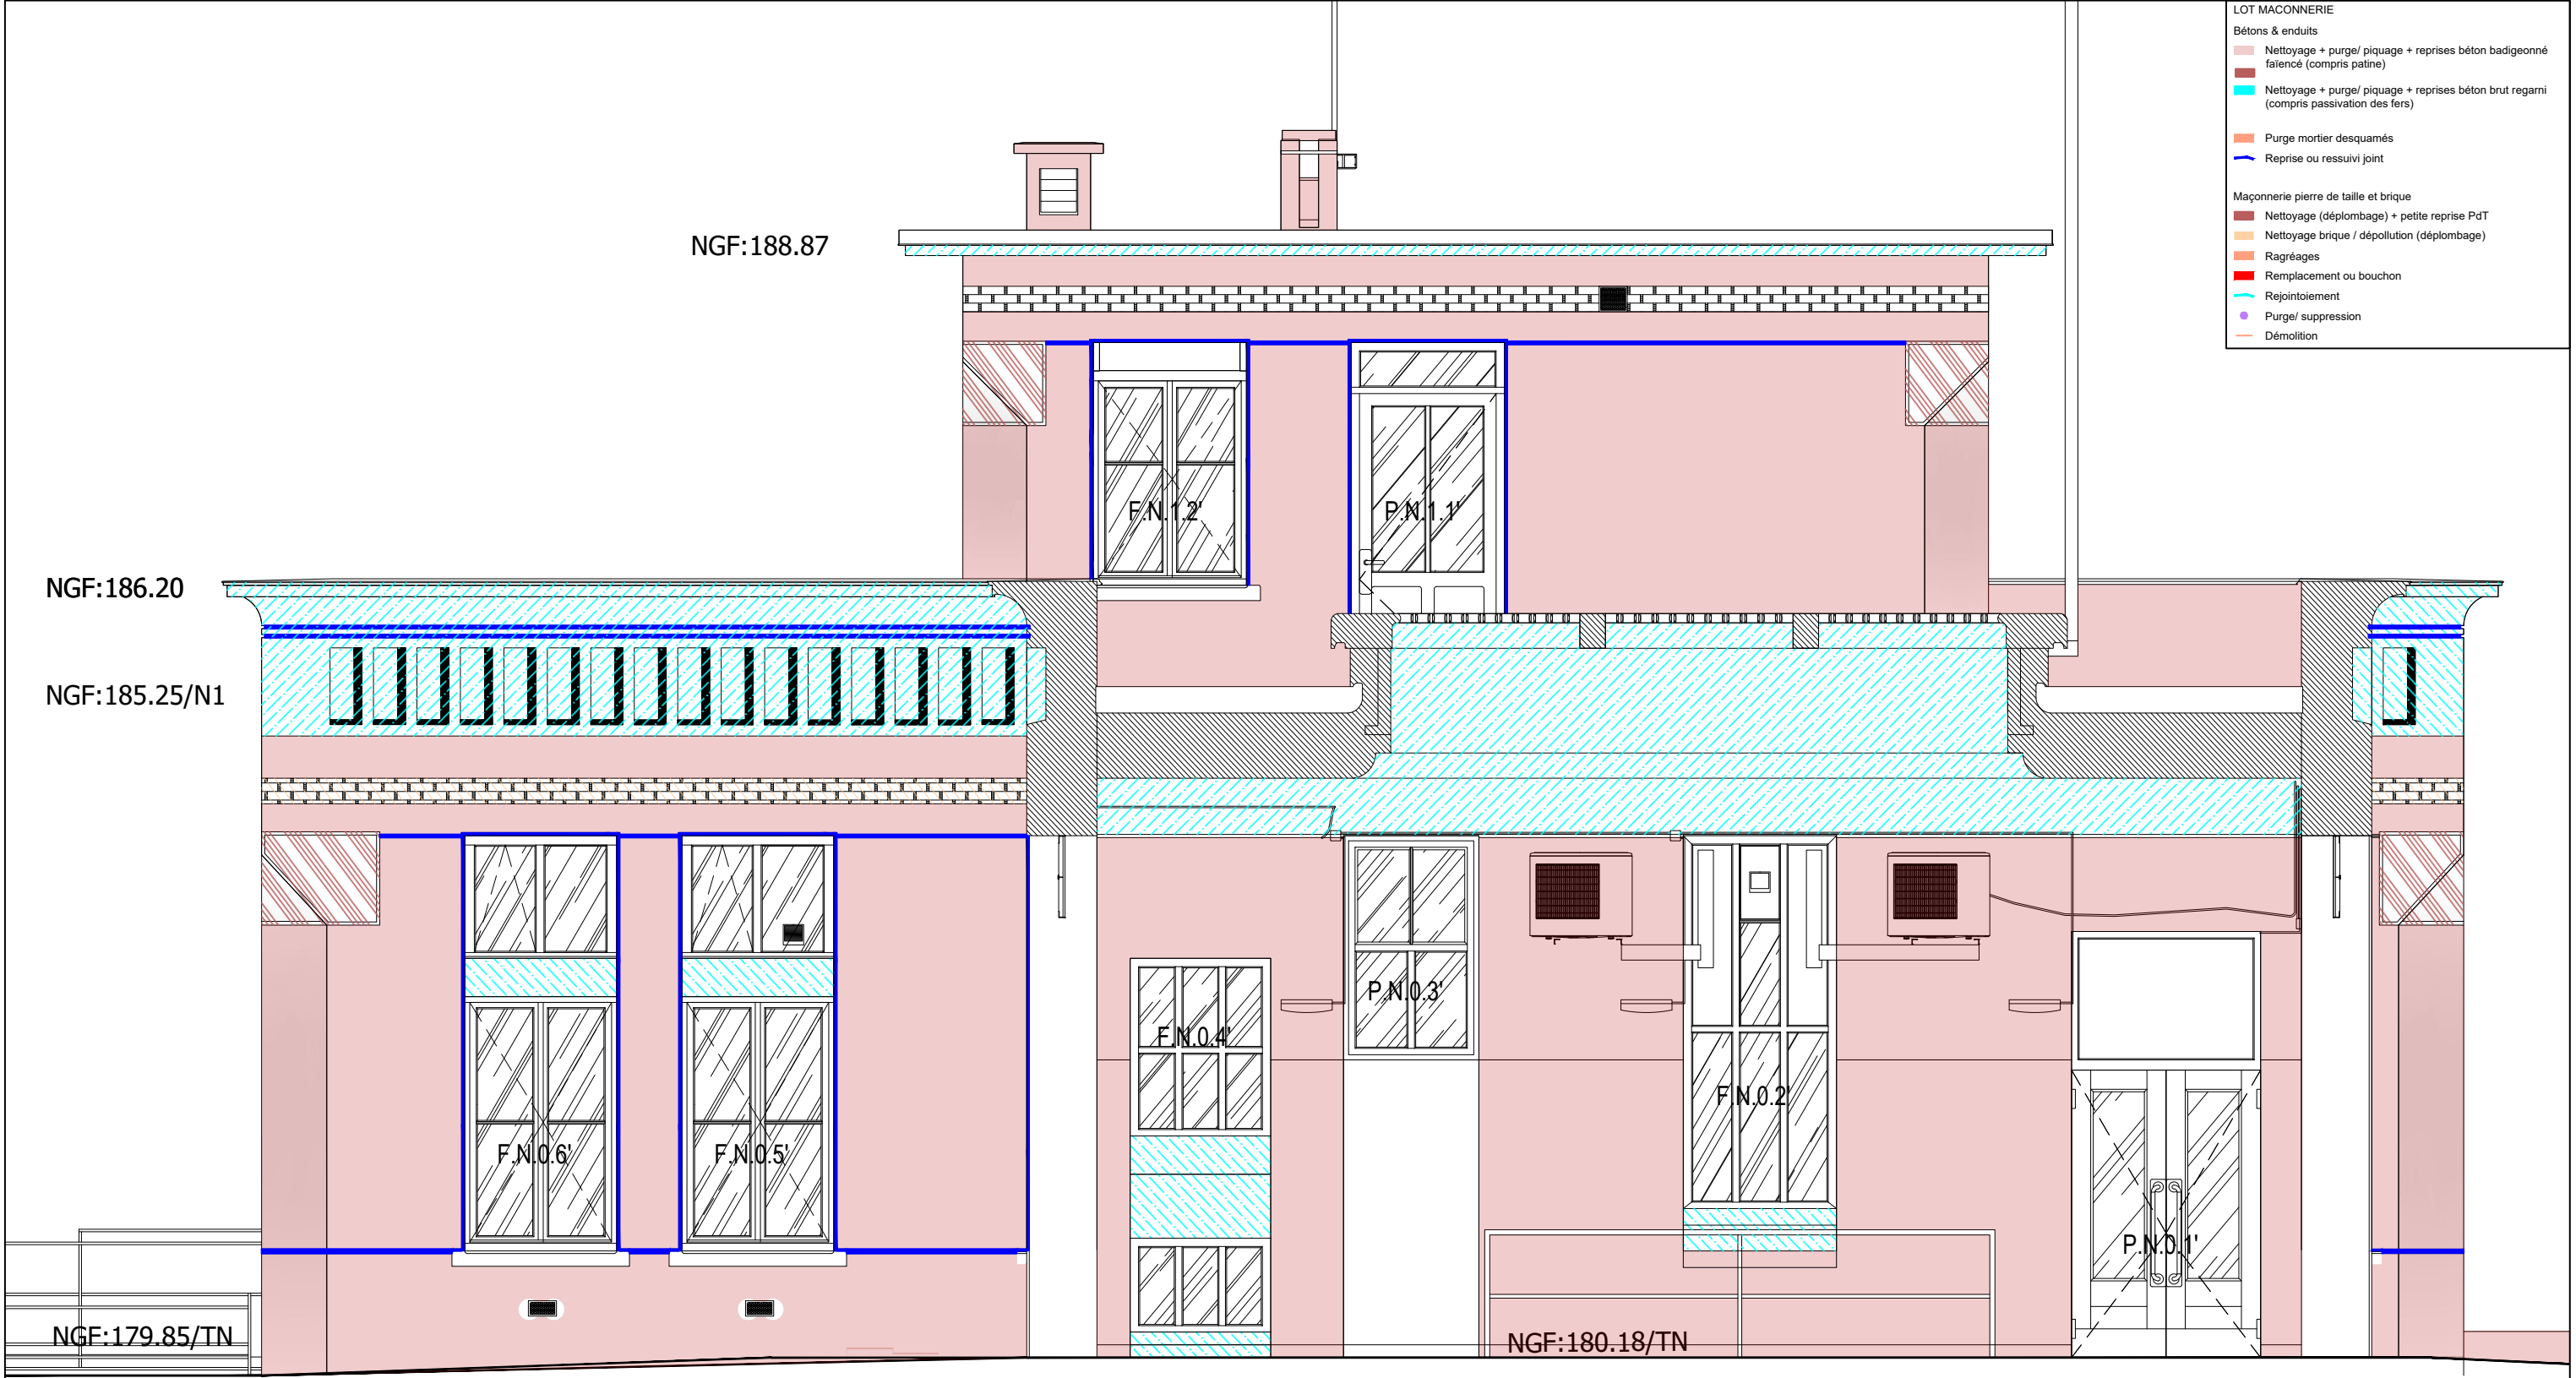 LOT MACONNERIE
Bétons & enduits
Nettoyage + purge/ piquage + reprises béton badigeonné
faïencé (compris patine)
Nettoyage + purge/ piquage + reprises béton brut regarni
(compris passivation des fers)
Purge mortier desquamés
Reprise ou ressuivi joint
Maçonnerie pierre de taille et brique
Nettoyage (déplombage) + petite reprise PdT
Nettoyage brique / dépollution (déplombage)
Ragréages
Remplacement ou bouchon
Rejointoiement
Purge/ suppression
Démolition
NGF:188.87
F.N.1.2'
P.N.1.1'
NGF:186.20
NGF:185.25/N1
P.N.0.3'
F.N.0.4'
F.N.0.2'
F.N.0.6'
F.N.0.5'
P.N.0.1'
NGF:179.85/TN
NGF:180.18/TN